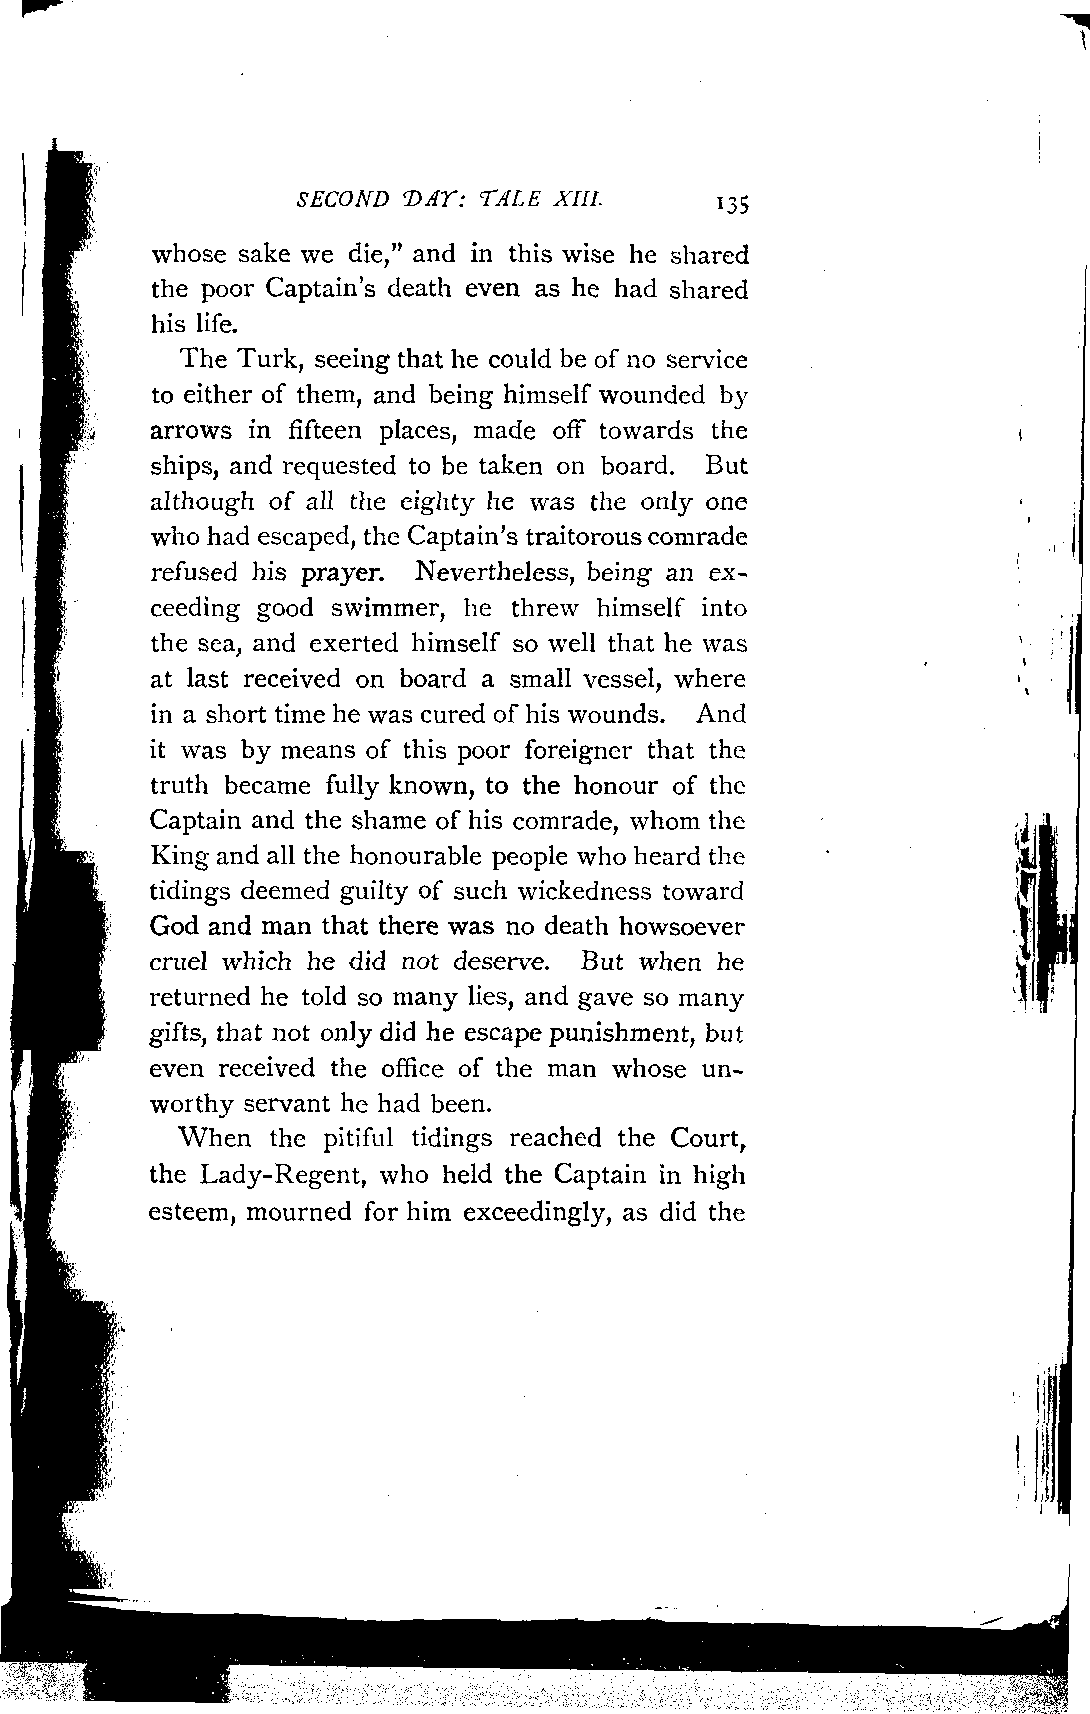 SECOND DAY: TALE XIII. 135
whose sake we die,” and in this wise he shared
the poor Captain’s death even as he had shared
his life.
The Turk, seeing that he could be of no service
to either of them, and being himself wounded by
arrows in fifteen places, made off towards the
ships, and requested to be taken on board. But
although of all the eighty he was the only one
who had escaped, the Captain’s traitorous comrade
refused his prayer. Nevertheless, being an ex-
ceeding good swimmer, he threw himself into
the sea, and exerted himself so well that he was
at last received on board a small vessel, where
in a short time he was cured of his wounds. And
it was by means of this poor foreigner that the
truth became fully known, to the honour of the
Captain and the shame of his comrade, whom the
King and all the honourable people who heard the
tidings deemed guilty of such wickedness toward
God and man that there was no death howsoever
cruel which he did not deserve. But when he
returned he told so many lies, and gave so many
gifts, that not only did he escape punishment, but
even received the office of the man whose un-
worthy servant he had been.
When the pitiful tidings reached the Court,
the Lady-Regent, who held the Captain in high
esteem, mourned for him exceedingly, as did the